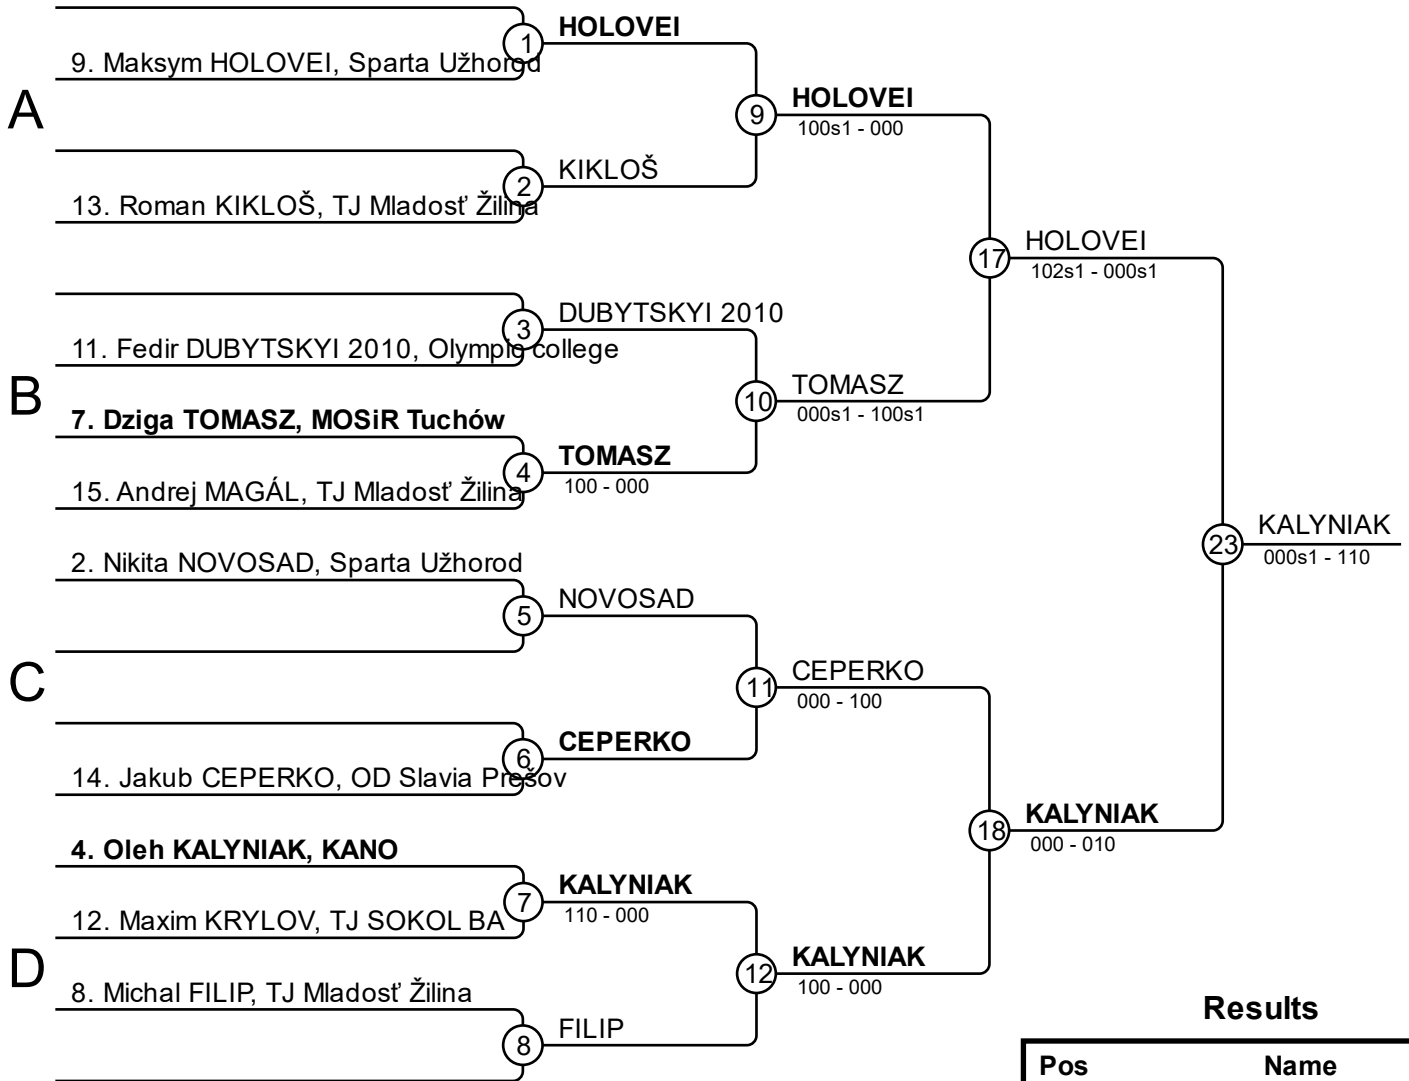 HOLOVEI
1
9. Maksym HOLOVEI, Sparta Užhorod
A
HOLOVEI
9
100s1 - 000
KIKLOŠ
2
13. Roman KIKLOŠ, TJ Mladosť Žilina
HOLOVEI
17
102s1 - 000s1
DUBYTSKYI 2010
3
11. Fedir DUBYTSKYI 2010, Olympic college
B
TOMASZ
10
000s1 - 100s1
7. Dziga TOMASZ, MOSiR Tuchów
TOMASZ
4
100 - 000
15. Andrej MAGÁL, TJ Mladosť Žilina
KALYNIAK
23
000s1 - 110
2. Nikita NOVOSAD, Sparta Užhorod
NOVOSAD
5
C
CEPERKO
11
000 - 100
CEPERKO
6
14. Jakub CEPERKO, OD Slavia Prešov
KALYNIAK
18
000 - 010
4. Oleh KALYNIAK, KANO
KALYNIAK
7
110 - 000
12. Maxim KRYLOV, TJ SOKOL BA
D
KALYNIAK
12
100 - 000
8. Michal FILIP, TJ Mladosť Žilina
FILIP
8
Results
Pos Name